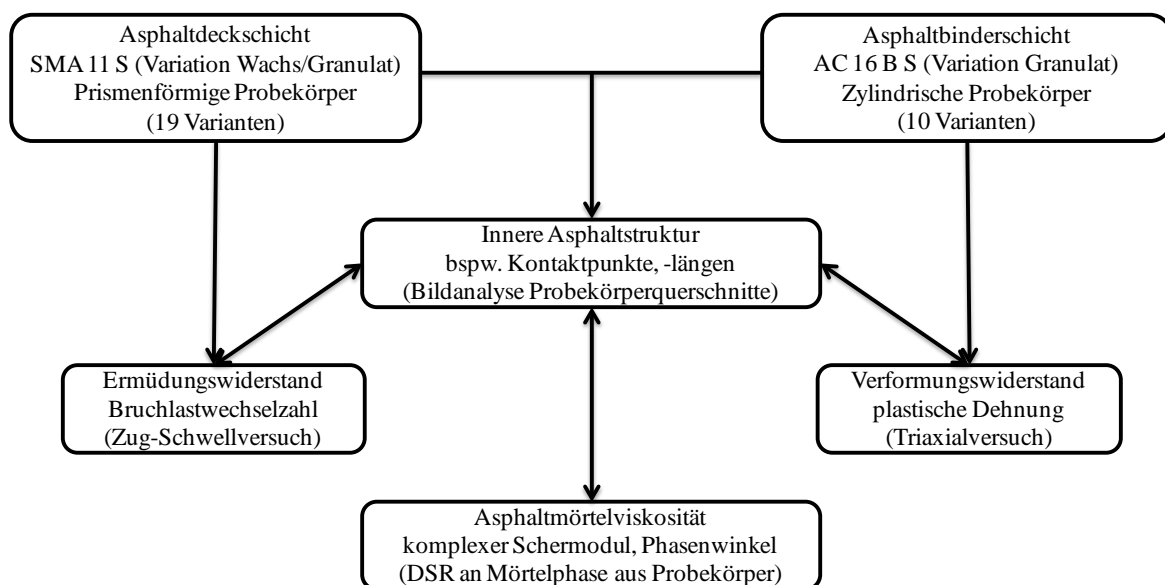 Asphaltdeckschicht
SMA 11 S (Variation Wachs/Granulat)
Prismenförmige Probekörper
(19 Varianten)
Asphaltbinderschicht
AC 16 B S (Variation Granulat)
Zylindrische Probekörper
(10 Varianten)
Innere Asphaltstruktur
bspw. Kontaktpunkte, -längen
(Bildanalyse Probekörperquerschnitte)
Ermüdungswiderstand
Bruchlastwechselzahl
(Zug-Schwellversuch)
Verformungswiderstand
plastische Dehnung
(Triaxialversuch)
Asphaltmörtelviskosität
komplexer Schermodul, Phasenwinkel
(DSR an Mörtelphase aus Probekörper)